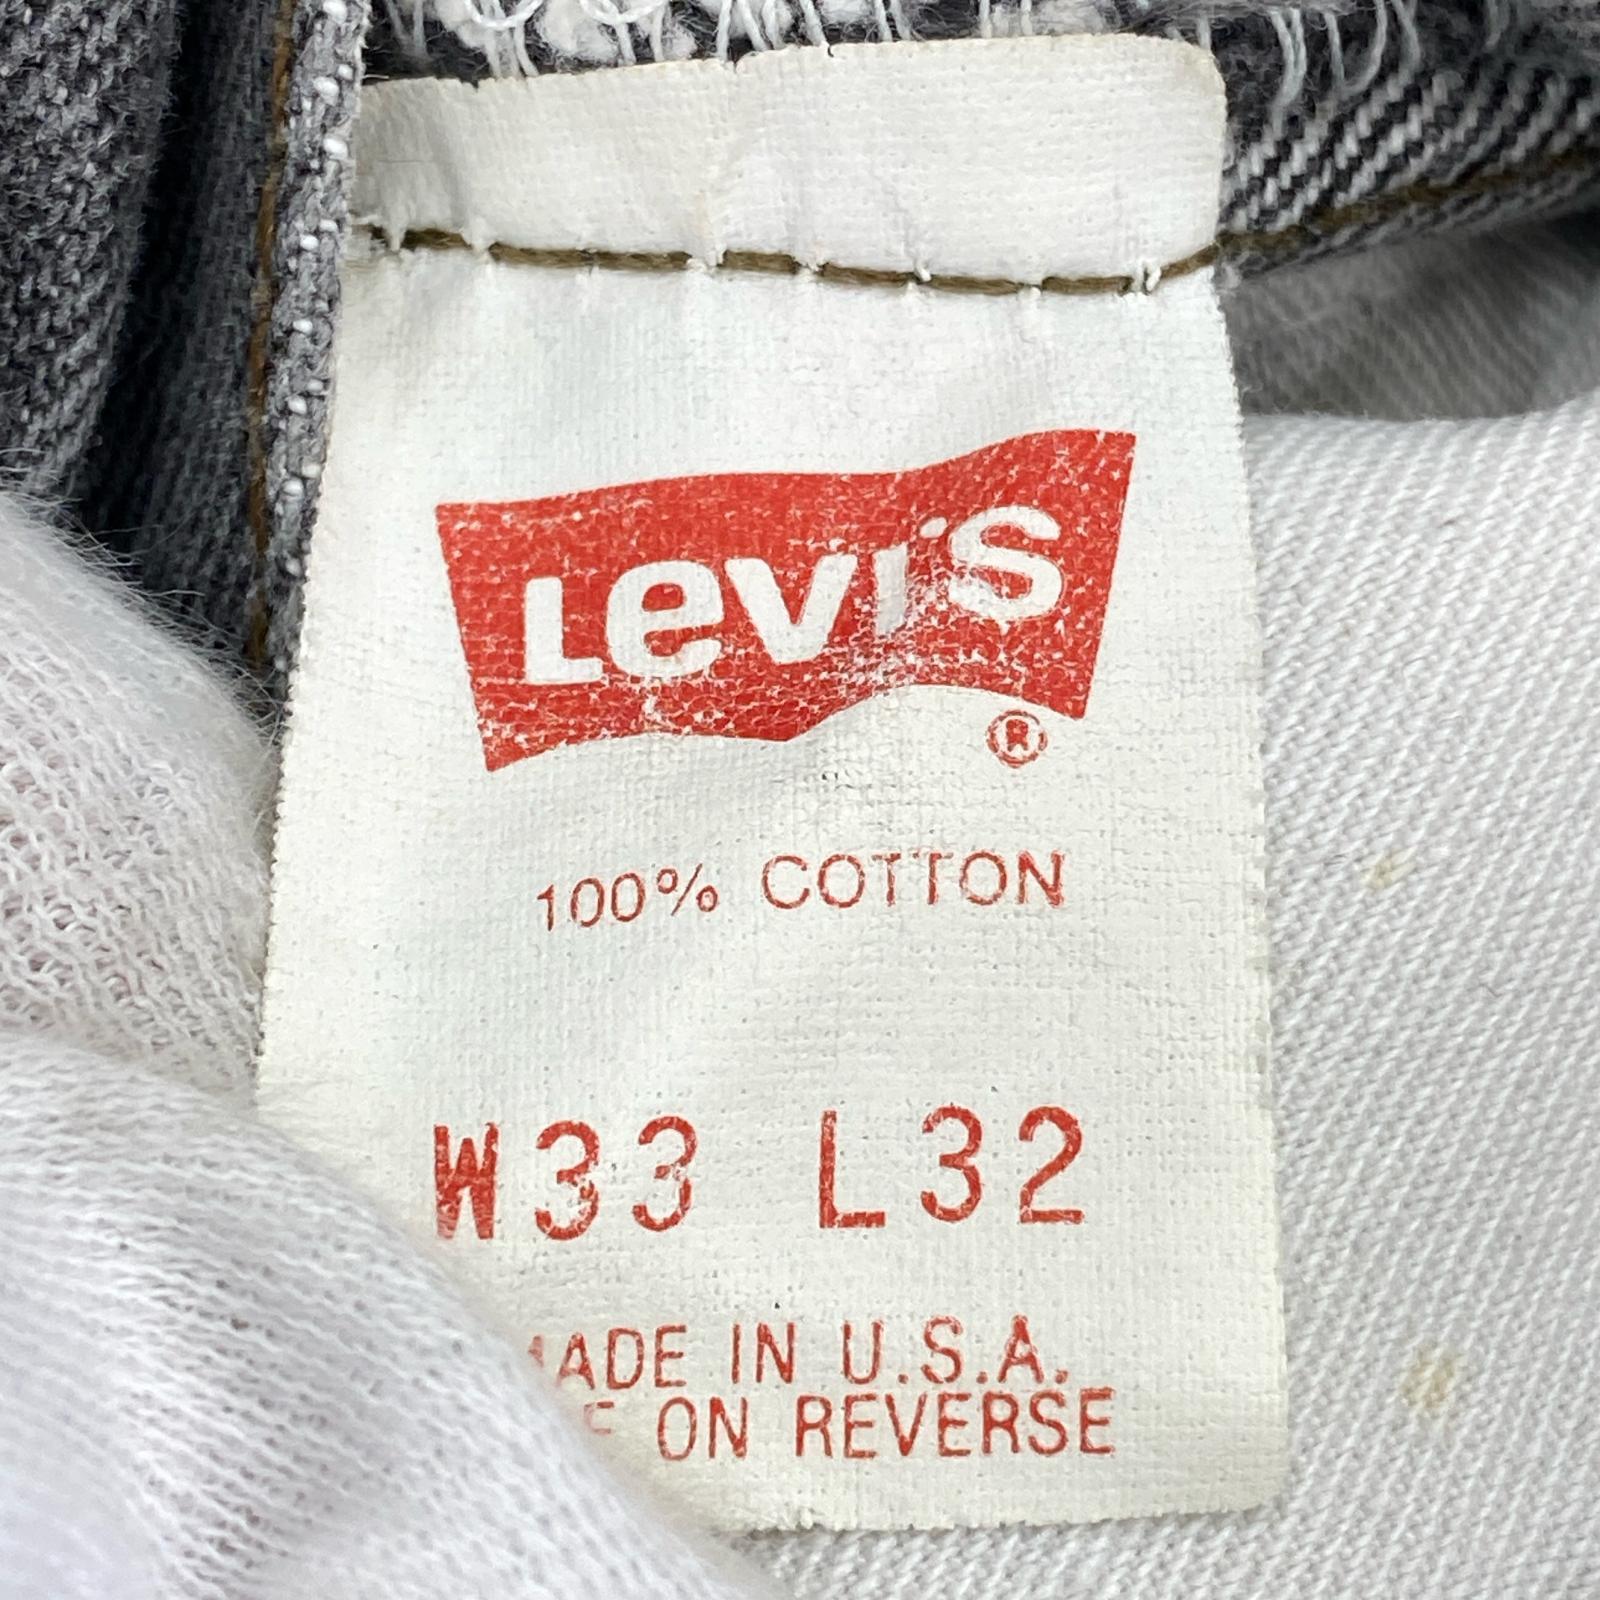 Levi's
®
100% COTTON
W33 L32
MADE IN U.S.A.
ON REVERSE